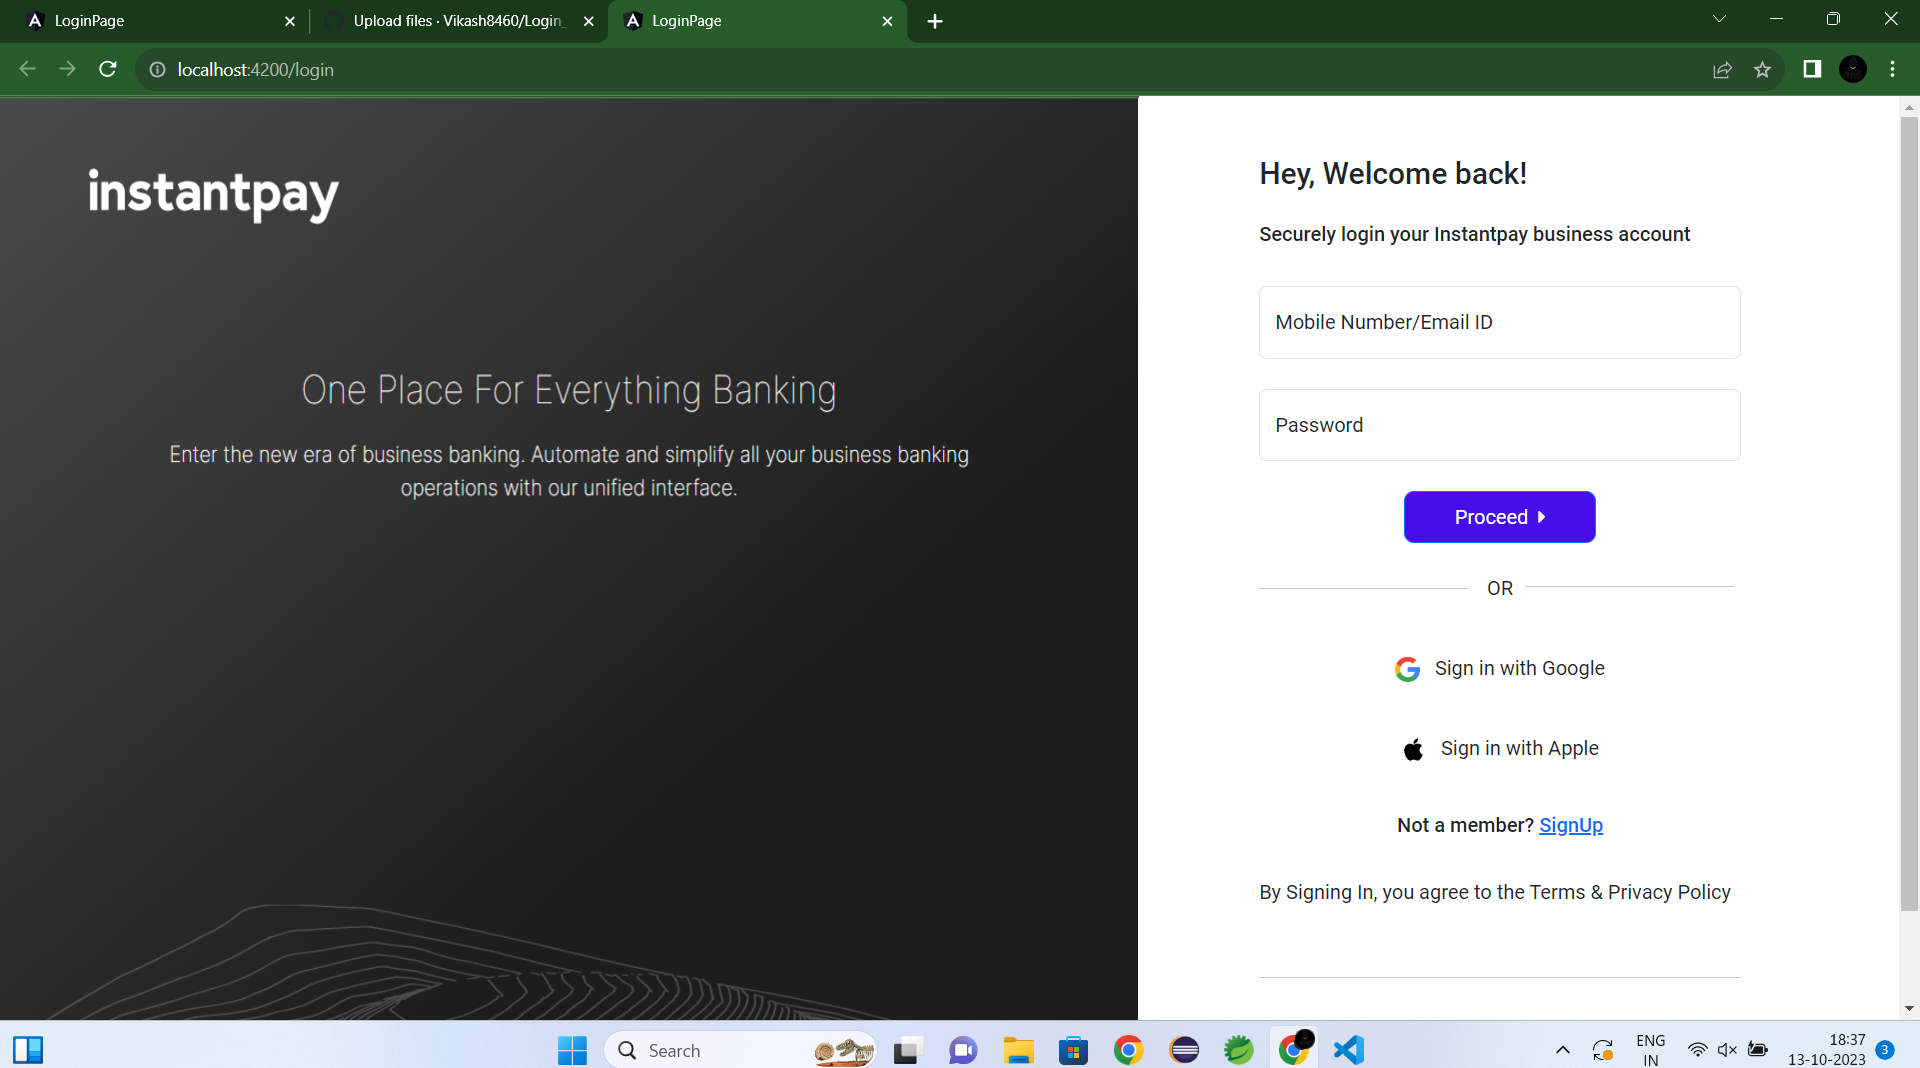 LoginPage
Upload files · Vikash8460/Login_
LoginPage
localhost:4200/login
instantpay
One Place For Everything Banking
Enter the new era of business banking. Automate and simplify all your business banking
operations with our unified interface.
Hey, Welcome back!
Securely login your Instantpay business account
Mobile Number/Email ID
Password
Proceed
OR
Sign in with Google
Sign in with Apple
Not a member? SignUp
By Signing In, you agree to the Terms & Privacy Policy
Search
ENG
IN
18:37
13-10-2023
3